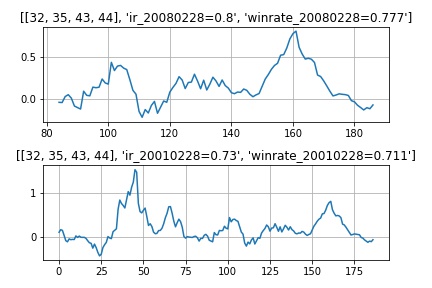 [[32, 35, 43, 44], 'ir_20080228=0.8', 'winrate_20080228=0.777']
0.5
0.0
80 100 120 140 160 180
[[32, 35, 43, 44], 'ir_20010228=0.73', 'winrate_20010228=0.711']
1
0
0 25 50 75 100 125 150 175